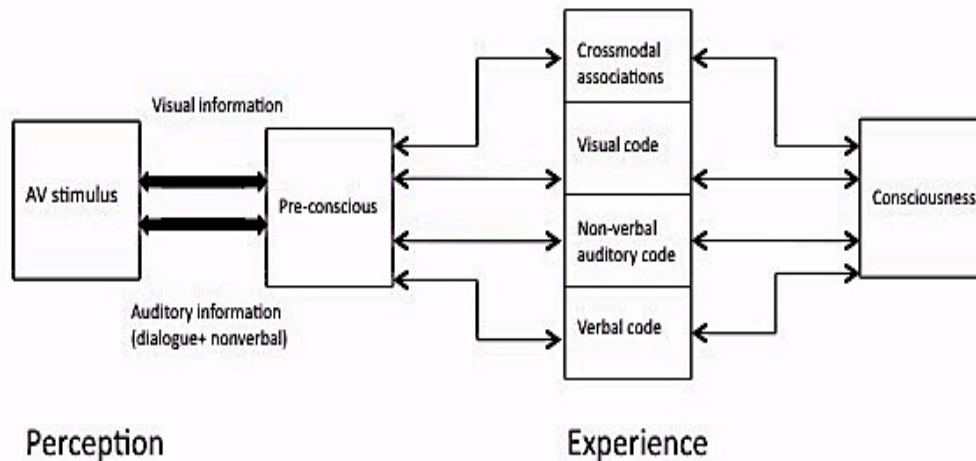 Visual information
AV stimulus
Pre-conscious
Auditory information
(dialogue+ nonverbal)
Crossmodal
associations
Visual code
Non-verbal
auditory code
Verbal code
Consciousness
Perception
Experience